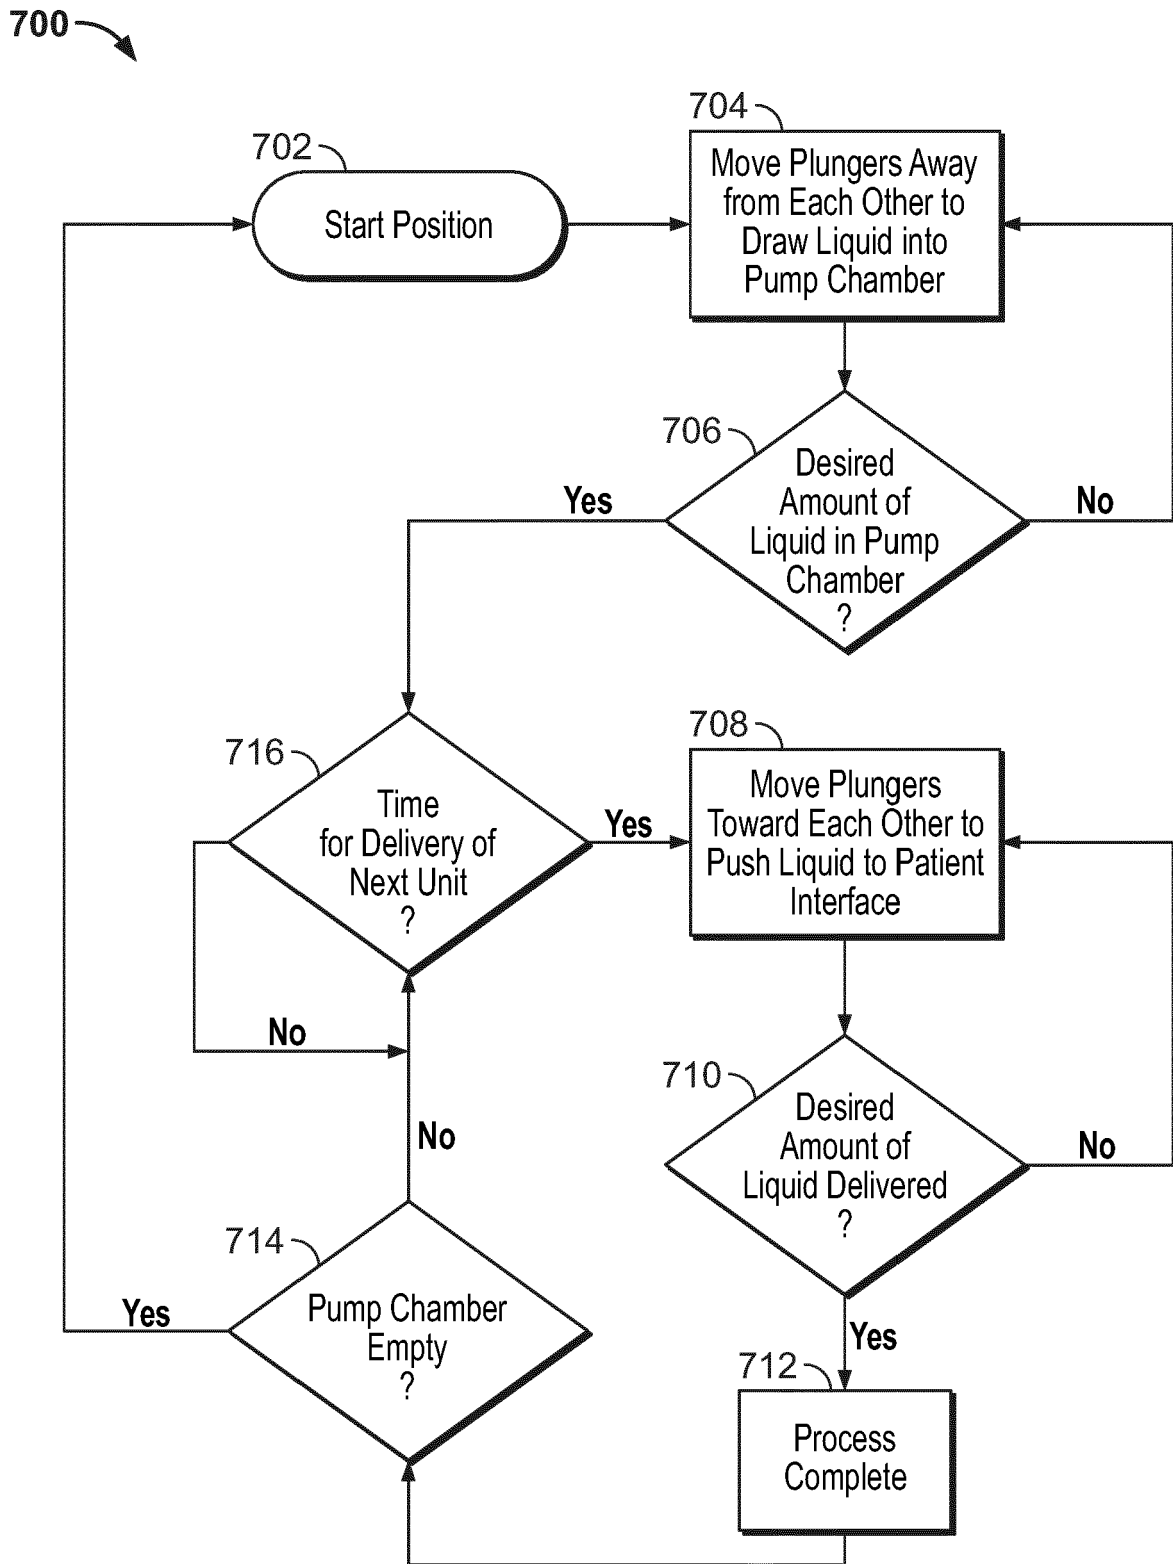 700
702
Start Position
704
Move Plungers Away
from Each Other to
Draw Liquid into
Pump Chamber
706
Desired
Amount of
Liquid in Pump
Chamber
?
Yes
No
716
Time
for Delivery of
Next Unit
?
Yes
No
708
Move Plungers
Toward Each Other to
Push Liquid to Patient
Interface
710
Desired
Amount of
Liquid Delivered
?
No
Yes
712
Process
Complete
714
Pump Chamber
Empty
?
No
Yes